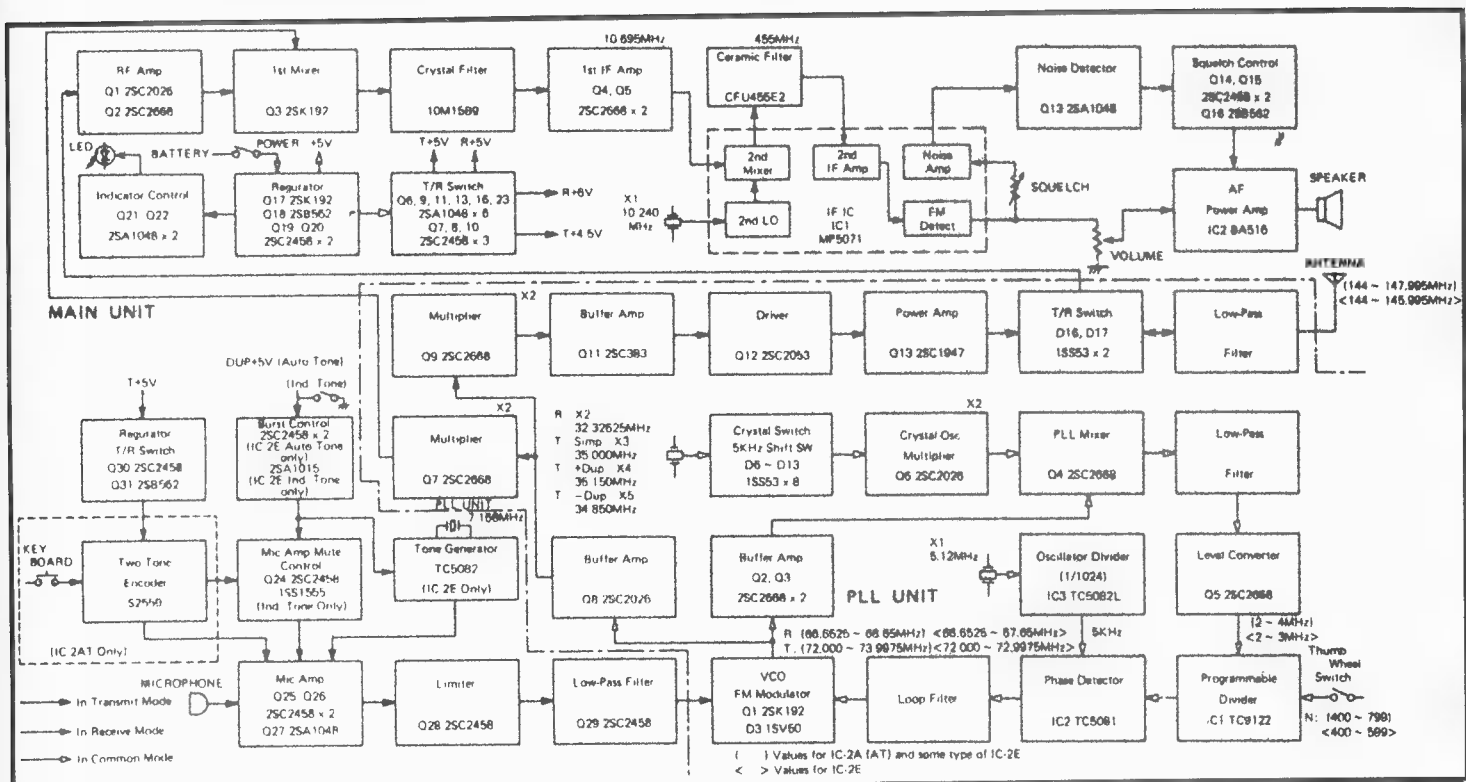 RF Amp
Q1 2SC2026
Q2 2SC2668
1st Mixer
Q3 2SK192
Crystal Filter
10M15B9
10 695MHz
1st IF Amp
Q4, Q5
2SC2668 x 2
455MHz
Ceramic Filter
CFU455E2
Noise Detector
Q13 2SA1048
Squelch Control
Q14, Q15
2SC2458 x 2
Q16 2SB562
LED
BATTERY
POWER
+5V
T+5V
R+5V
Indicator Control
Q21 Q22
2SA1048 x 2
Regurator
Q17 2SK192
Q18 2SB562
Q19 Q20
2SC2458 x 2
T/R Switch
Q6, 9, 11, 13, 16, 23
2SA1048 x 6
Q7, 8, 10
2SC2458 x 3
R+6V
T+4 5V
X1
10 240
MHz
2nd
Mixer
2nd LO
2nd
IF Amp
Noise
Amp
FM
Detect
IF IC
IC1
MP5071
SQUELCH
VOLUME
AF
Power Amp
IC2 BA516
SPEAKER
ANTENNA
(144 ~ 147.995MHz)
<144 ~ 145.995MHz>
MAIN UNIT
X2
Multiplier
Q9 2SC2668
Buffer Amp
Q11 2SC383
Driver
Q12 2SC2053
Power Amp
Q13 2SC1947
T/R Switch
D16, D17
1SS53 x 2
Low-Pass
Filter
DUP+5V (Auto Tone)
(Ind. Tone)
T+5V
Regurator
T/R Switch
Q30 2SC2458
Q31 2SB562
Burst Control
2SC2458 x 2
(IC 2E Auto Tone
only)
2SA1015
(IC 2E Ind. Tone
only)
X2
Multiplier
Q7 2SC2668
PLL UNIT
R X2
32 32625MHz
T Simp X3
35 000MHz
T +Dup X4
35 150MHz
T −Dup X5
34 850MHz
Crystal Switch
5KHz Shift SW
D6 ~ D13
1SS53 x 8
X2
Crystal Osc
Multiplier
Q6 2SC2026
PLL Mixer
Q4 2SC2668
Low-Pass
Filter
KEY
BOARD
Two Tone
Encoder
S2559
(IC 2AT Only)
Mic Amp Mute
Control
Q24 2SC2458
1SS1555
(Ind. Tone Only)
7.168MHz
Tone Generator
TC5082
(IC 2E Only)
Buffer Amp
Q8 2SC2026
Buffer Amp
Q2, Q3
2SC2668 x 2
PLL UNIT
X1
5.12MHz
Oscillator Divider
(1/1024)
IC3 TC5082L
5KHz
Level Converter
Q5 2SC2668
(2 ~ 4MHz)
<2 ~ 3MHz>
R (66.6525 ~ 68.65MHz) <66.6525 ~ 67.65MHz>
T. (72.000 ~ 73.9975MHz) <72 000 ~ 72.9975MHz>
Thumb
Wheel
Switch
N: (400 ~ 799)
<400 ~ 599>
MICROPHONE
Mic Amp
Q25 Q26
2SC2458 x 2
Q27 2SA1048
Limiter
Q28 2SC2458
Low-Pass Filter
Q29 2SC2458
VCO
FM Modulator
Q1 2SK192
D3 1SV50
Loop Filter
Phase Detector
IC2 TC5081
Programmable
Divider
IC1 TC9122
In Transmit Mode
In Receive Mode
In Common Mode
( ) Values for IC-2A (AT) and some type of IC-2E
< > Values for IC-2E